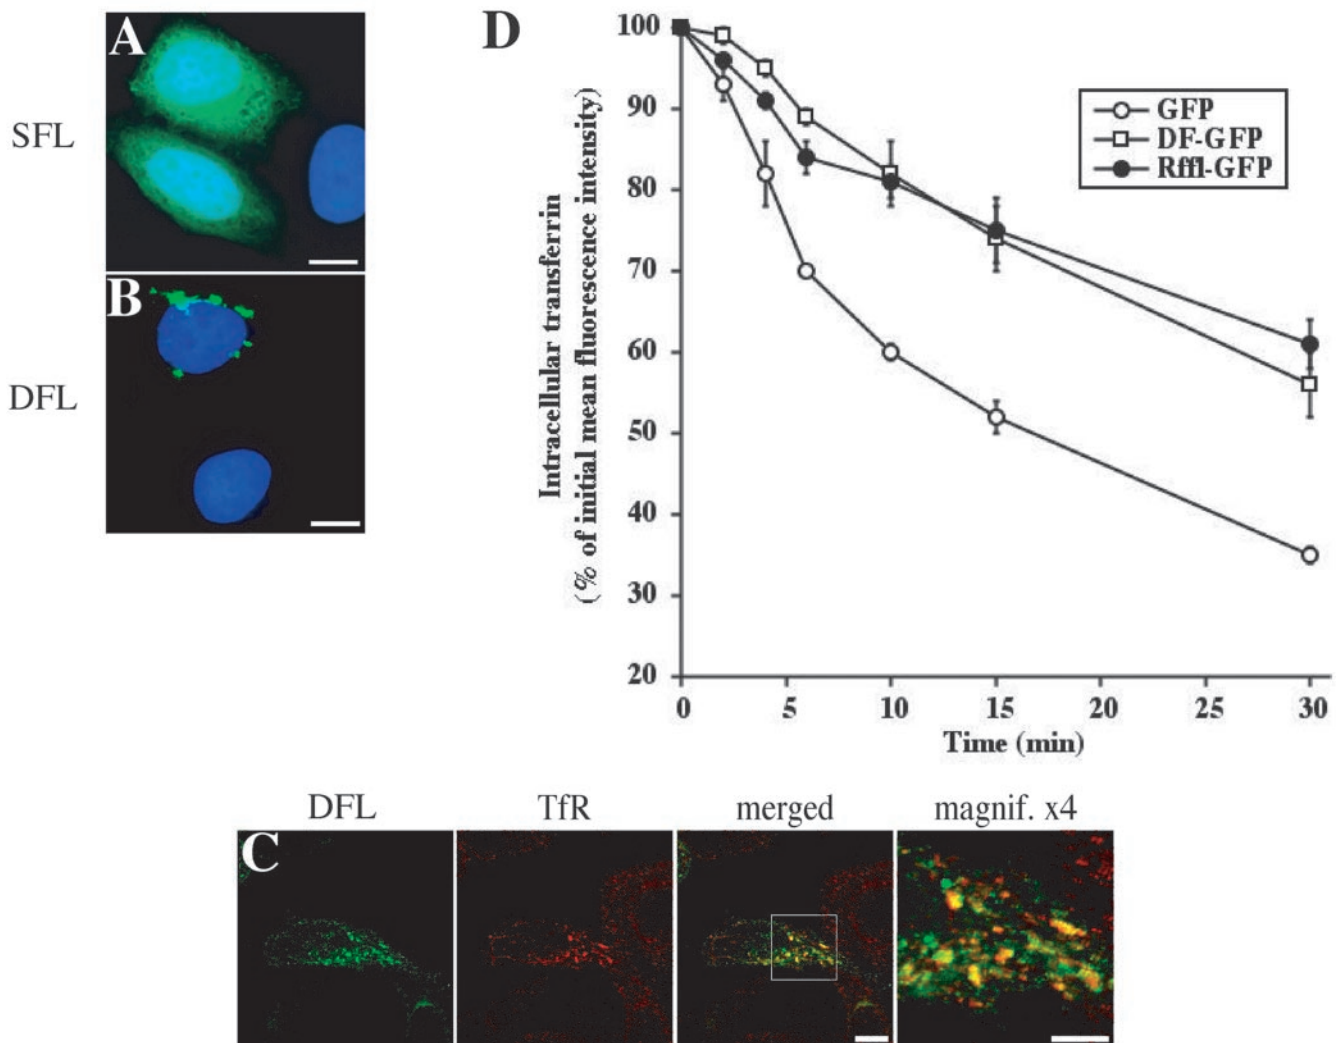 A
SFL
B
DFL
D
100
90
80
70
60
50
40
30
20
Intracellular transferrin
(% of initial mean fluorescence intensity)
GFP
DF-GFP
Rffl-GFP
0 5 10 15 20 25 30
Time (min)
DFL TfR merged magnif. x4
C